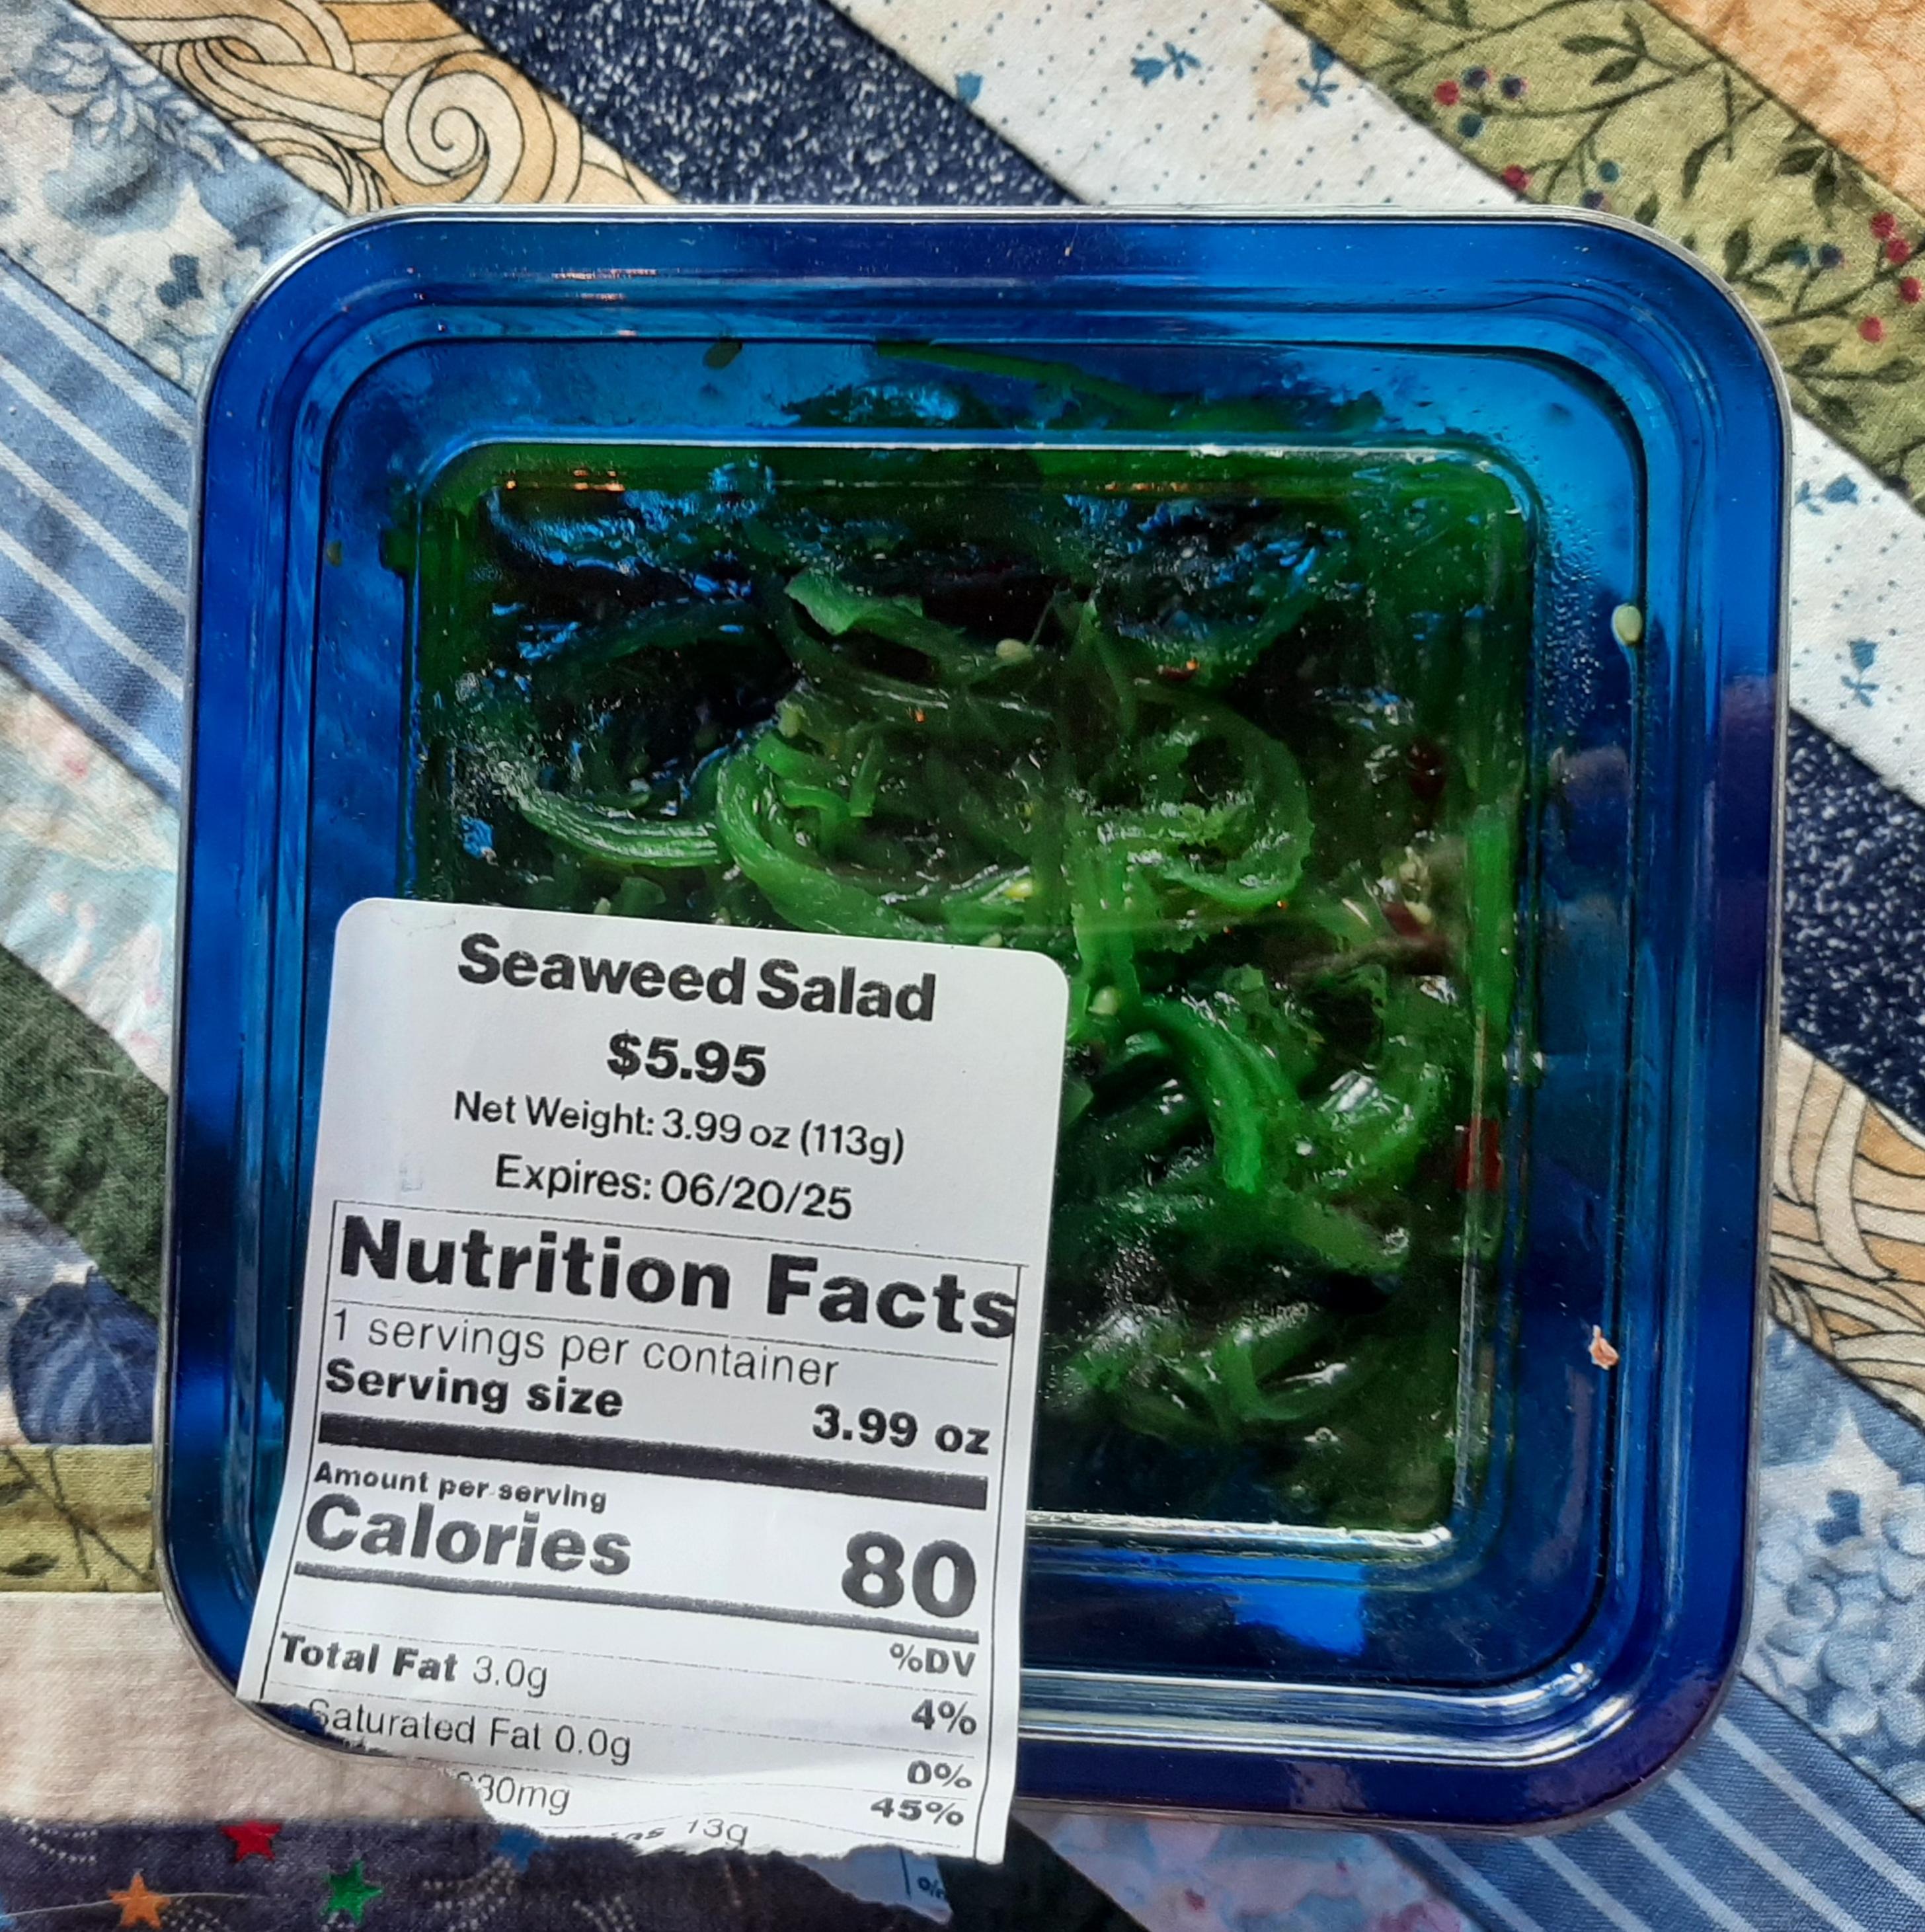 Seaweed Salad
$5.95
Net Weight: 3.99 oz (113g)
Expires: 06/20/25
Nutrition Facts
1 servings per container
Serving size 3.99 oz
Amount per serving
Calories 80
%DV
Total Fat 3.0g 4%
Saturated Fat 0.0g 0%
30mg 45%
13g